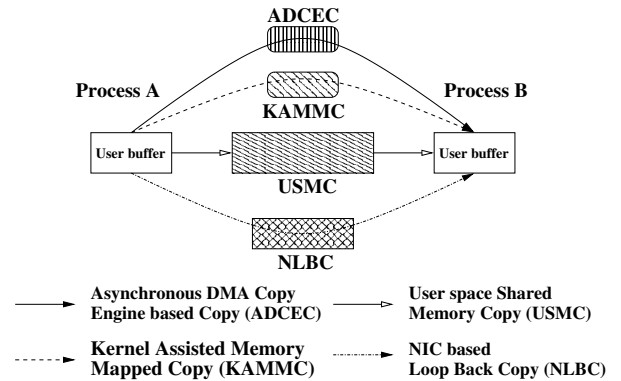 ADCEC
Process A
Process B
KAMMC
User buffer
User buffer
USMC
NLBC
Asynchronous DMA Copy
Engine based Copy (ADCEC)
User space Shared
Memory Copy (USMC)
Kernel Assisted Memory
Mapped Copy (KAMMC)
NIC based
Loop Back Copy (NLBC)